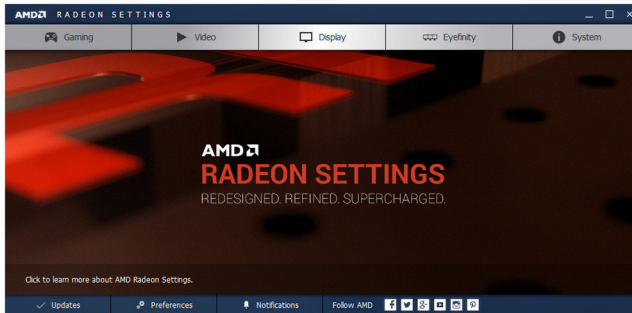 AMD RADEON SETTINGS
Gaming Video Display Eyefinity System
AMD
RADEON SETTINGS
REDESIGNED. REFINED. SUPERCHARGED.
Click to learn more about AMD Radeon Settings.
Updates Preferences Notifications Follow AMD